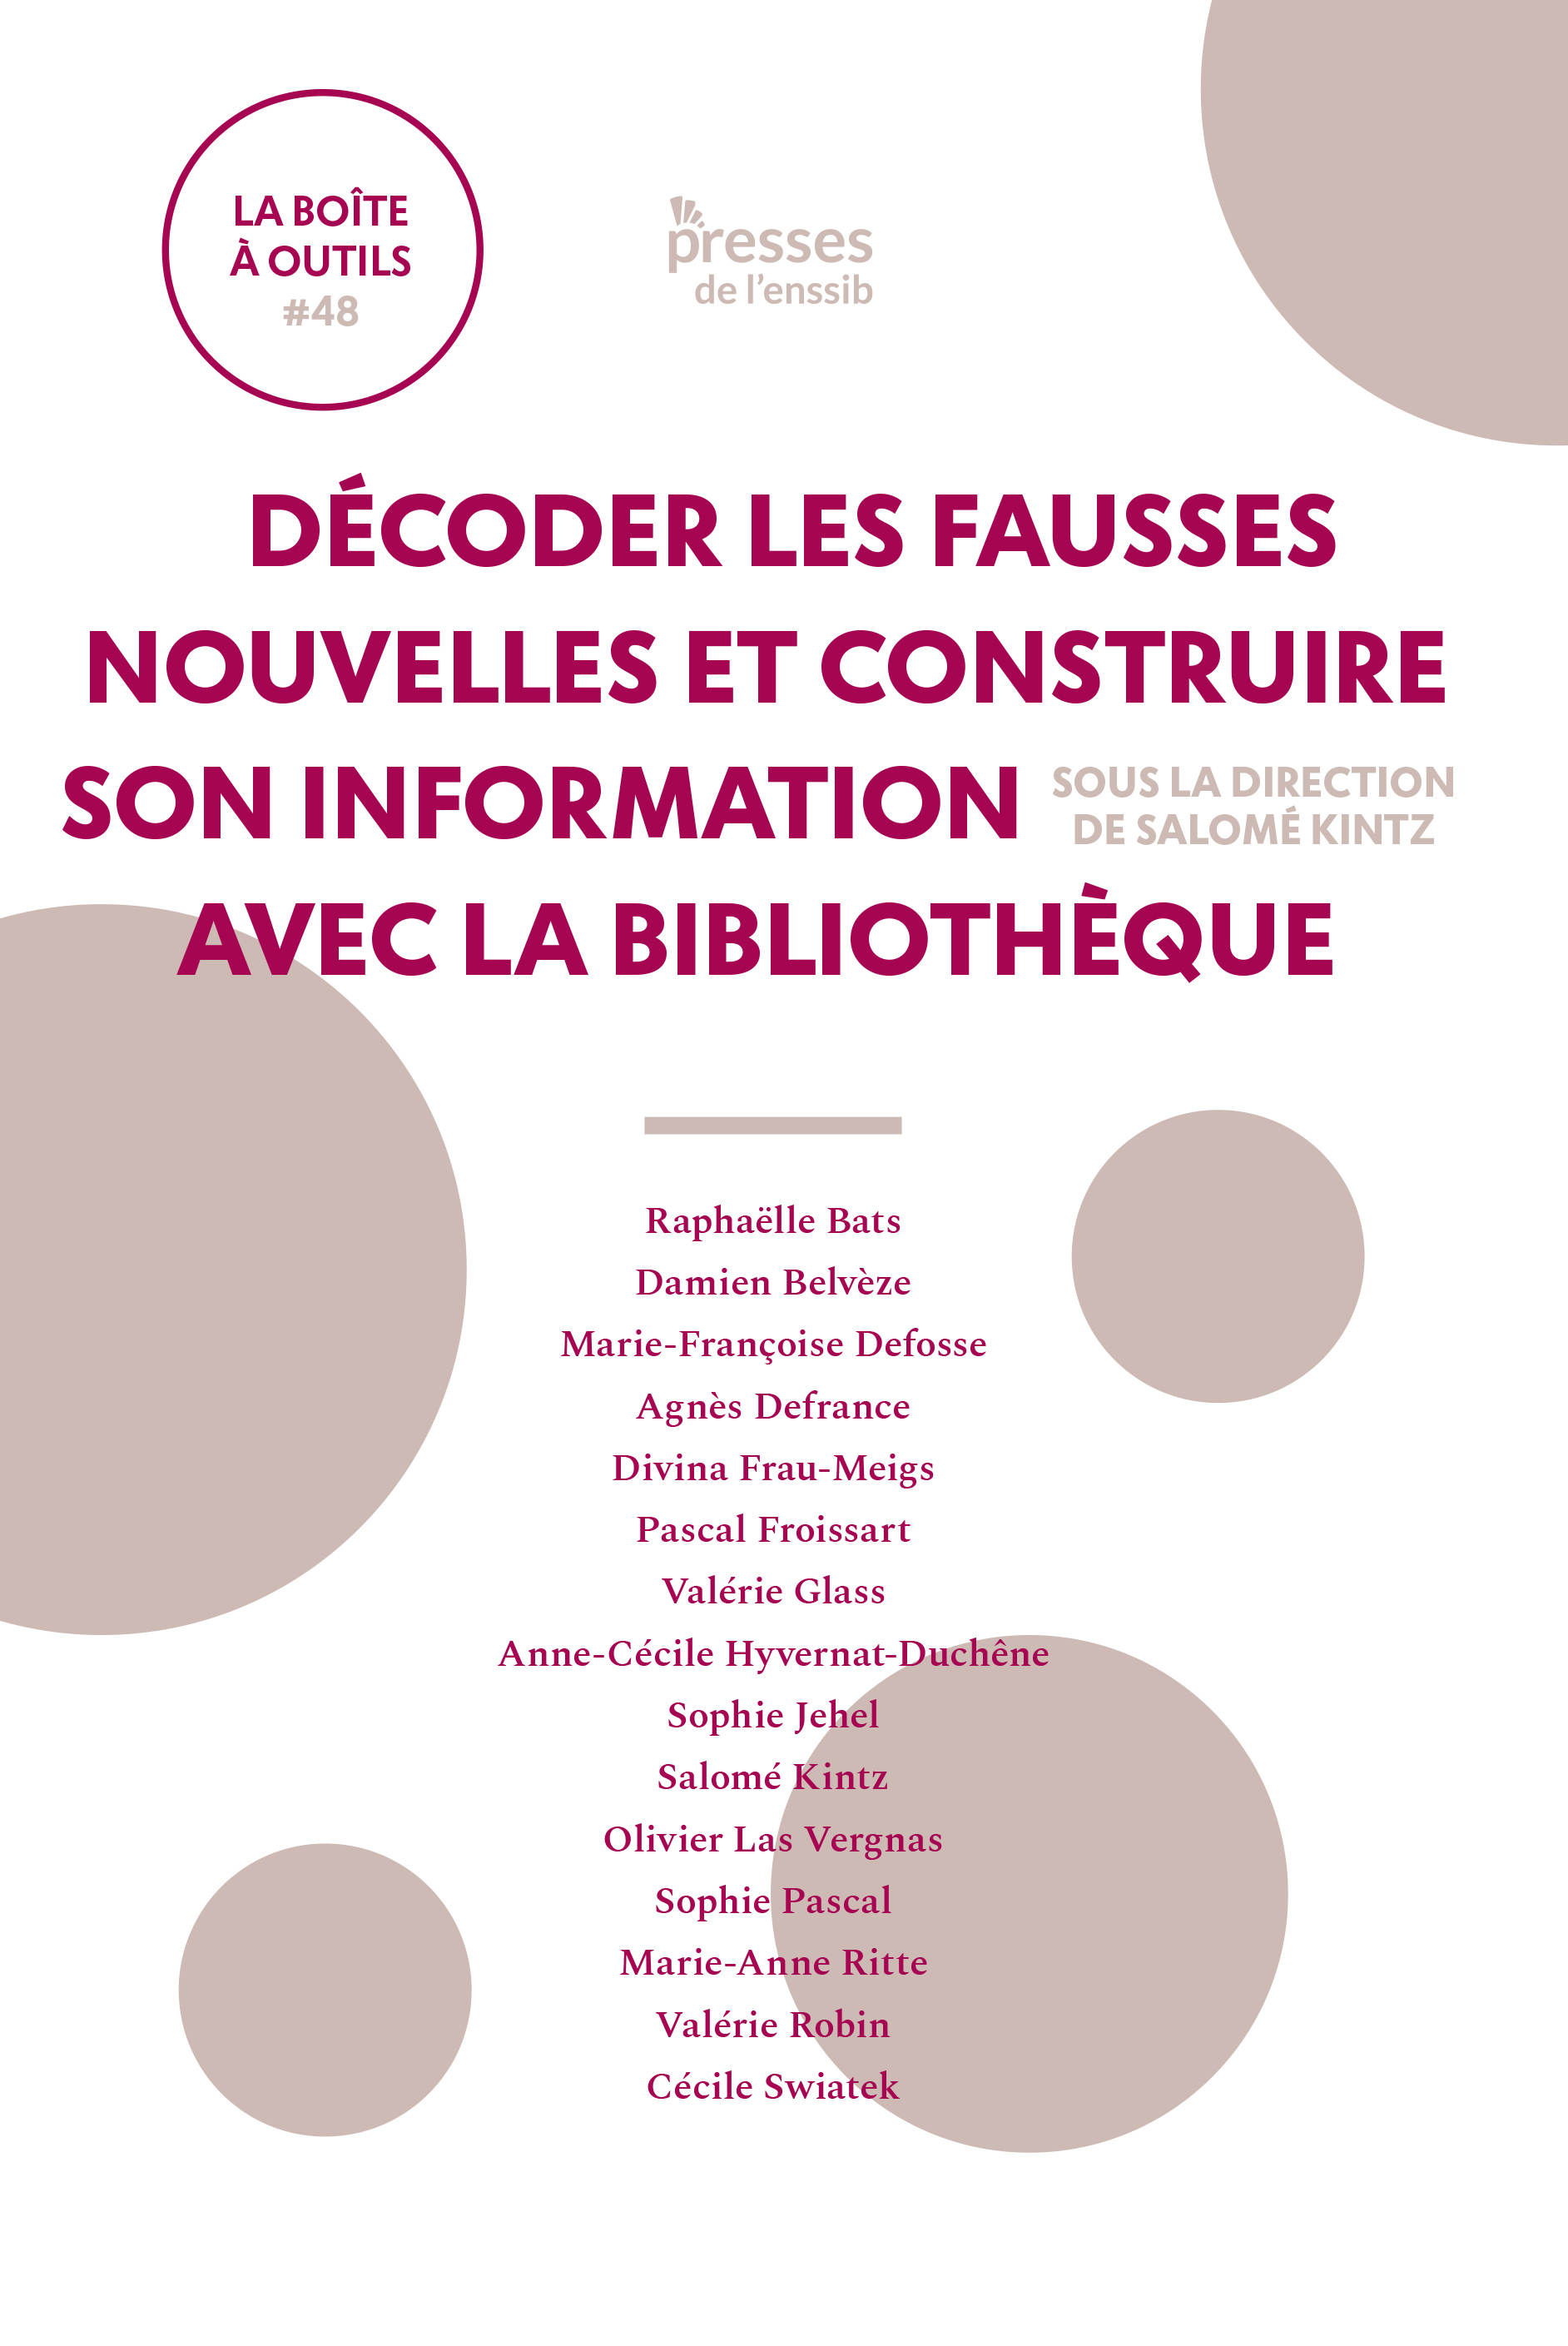 LA BOÎTE
À OUTILS
#48
presses
de l’enssib
DÉCODER LES FAUSSES
NOUVELLES ET CONSTRUIRE
SON INFORMATION
SOUS LA DIRECTION
DE SALOMÉ KINTZ
AVEC LA BIBLIOTHÈQUE
Raphaëlle Bats
Damien Belvèze
Marie-Françoise Defosse
Agnès Defrance
Divina Frau-Meigs
Pascal Froissart
Valérie Glass
Anne-Cécile Hyvernat-Duchêne
Sophie Jehel
Salomé Kintz
Olivier Las Vergnas
Sophie Pascal
Marie-Anne Ritte
Valérie Robin
Cécile Swiatek